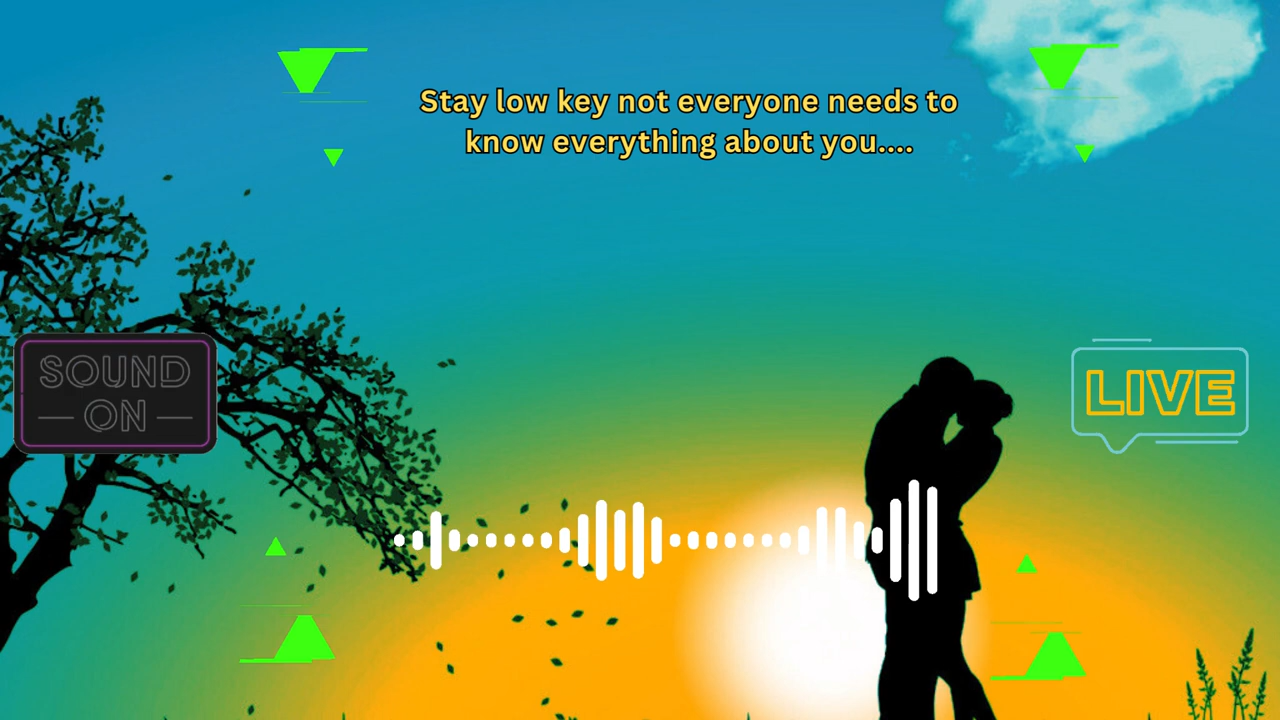 Stay low key not everyone needs to
know everything about you....
SOUND
ON
LIVE